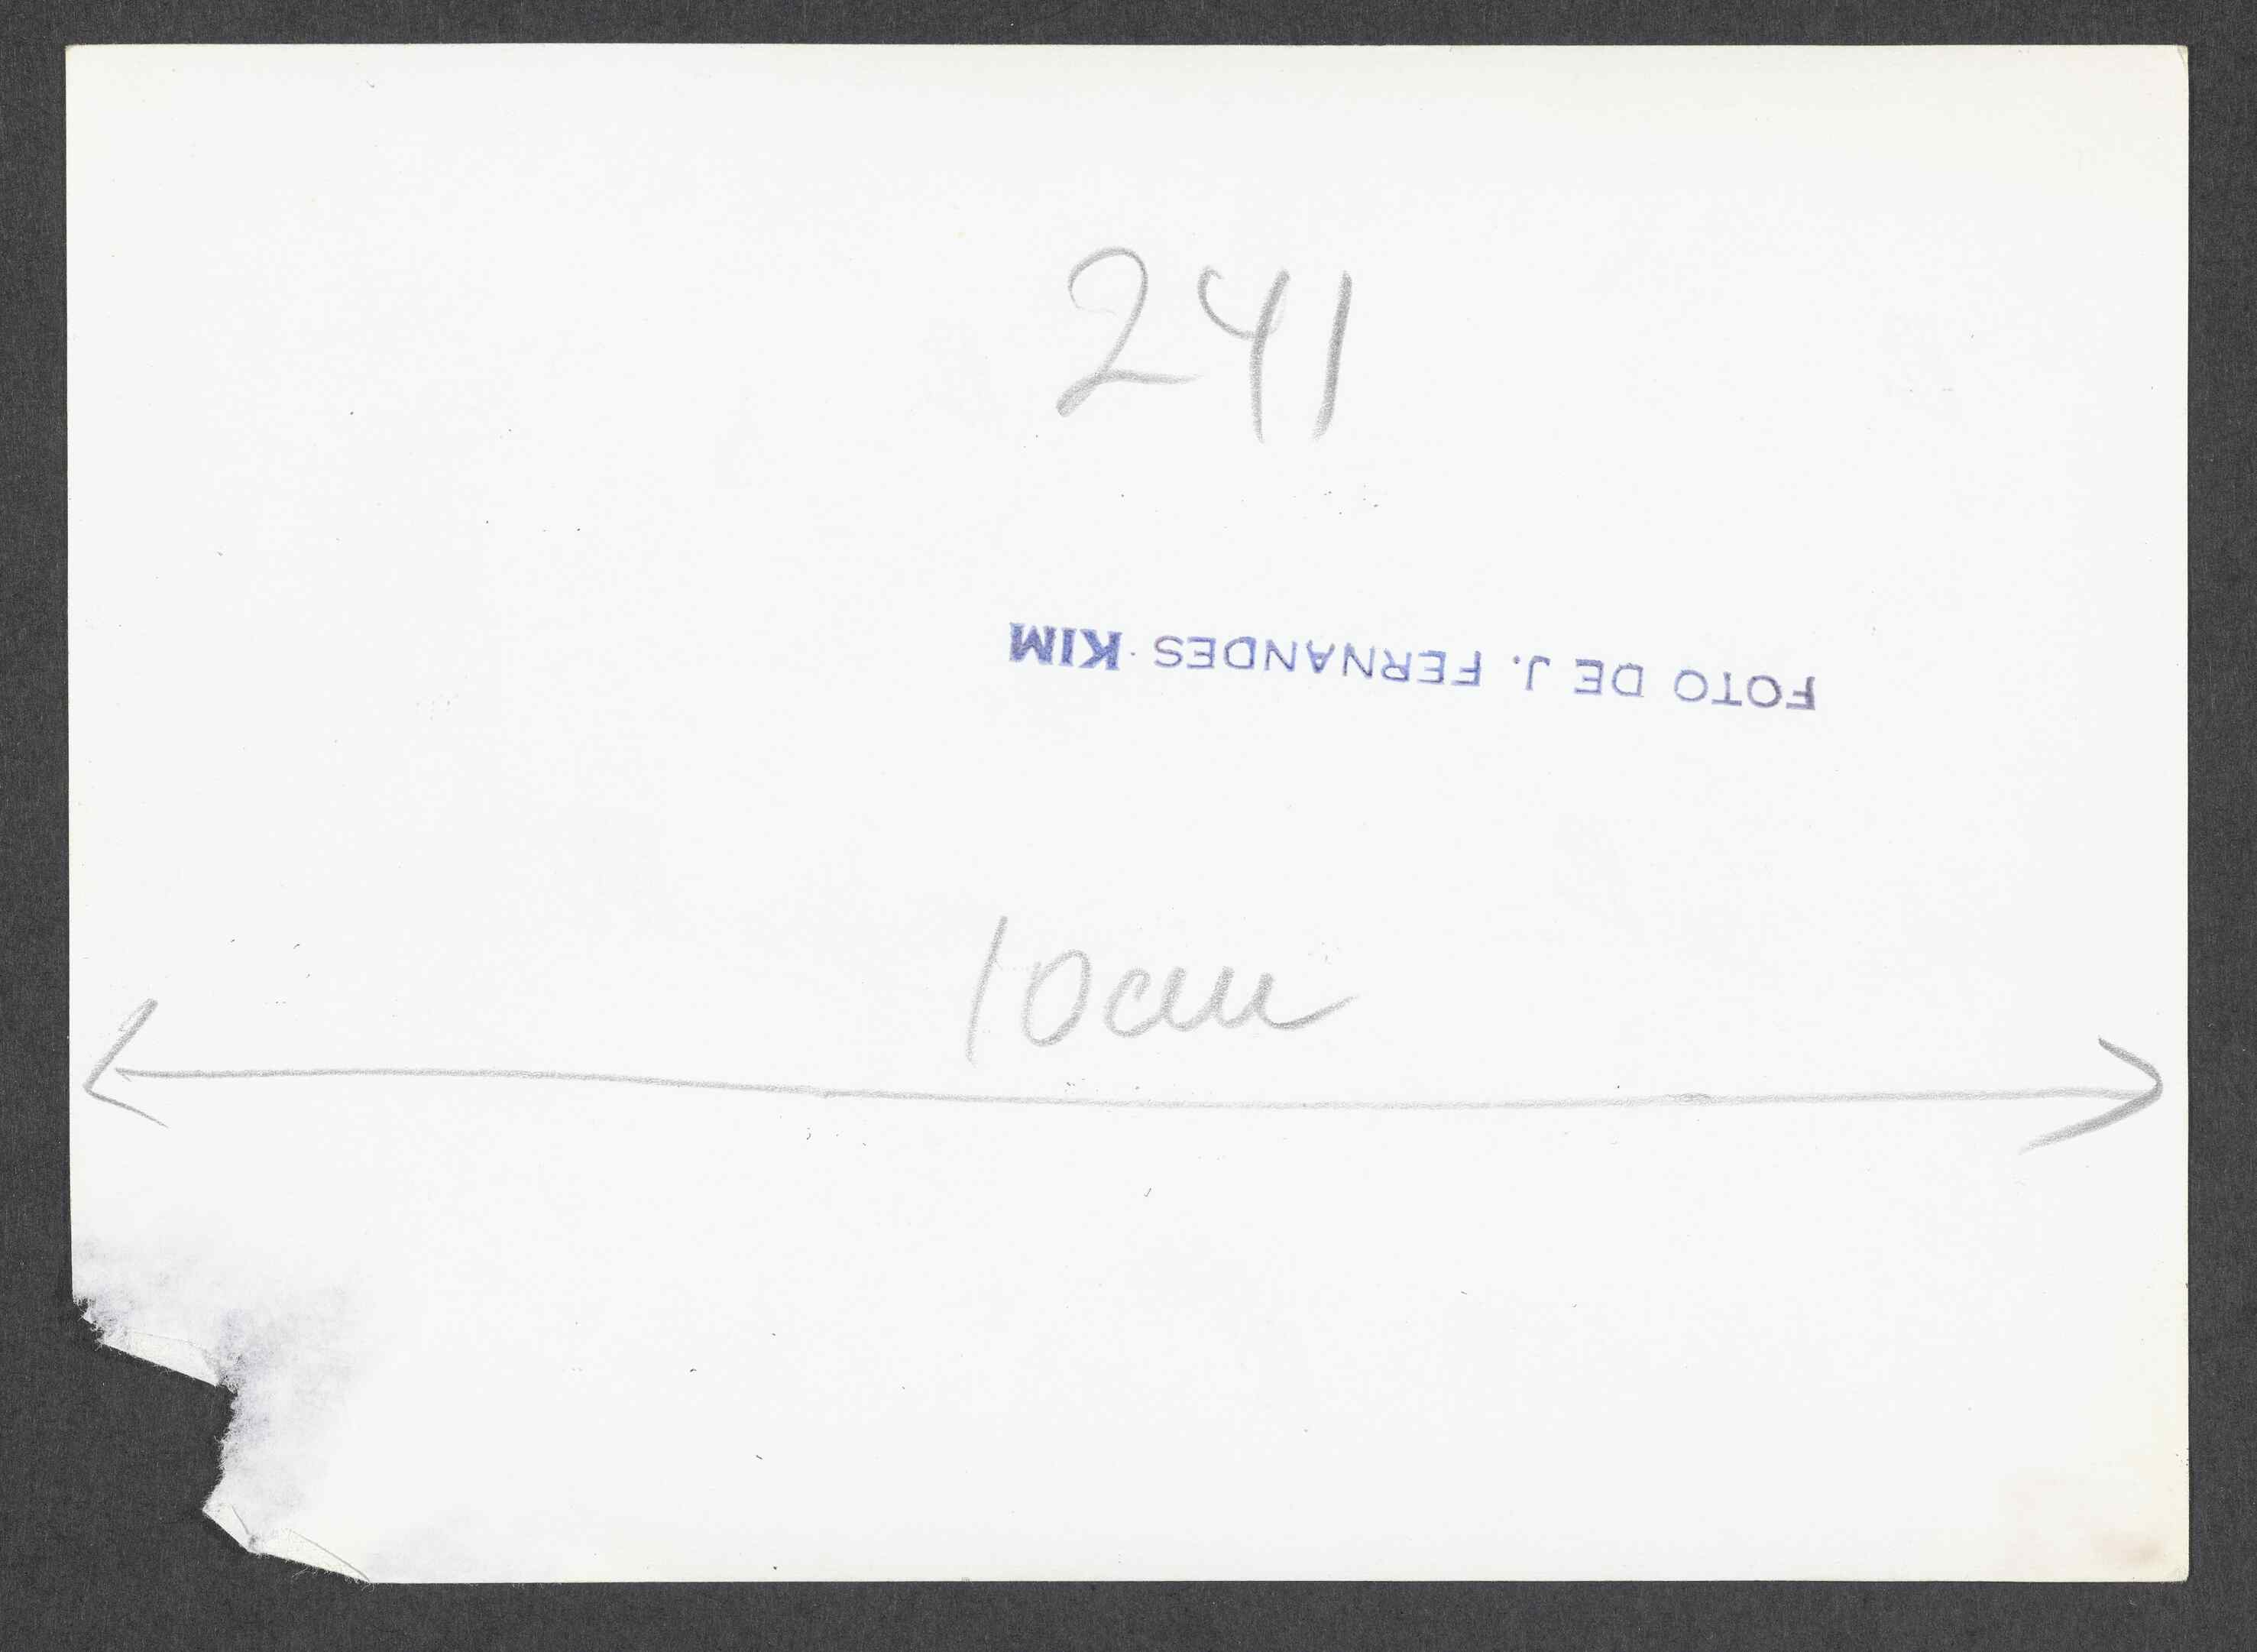 241
FOTO DE J. FERNANDES KIM
10cm